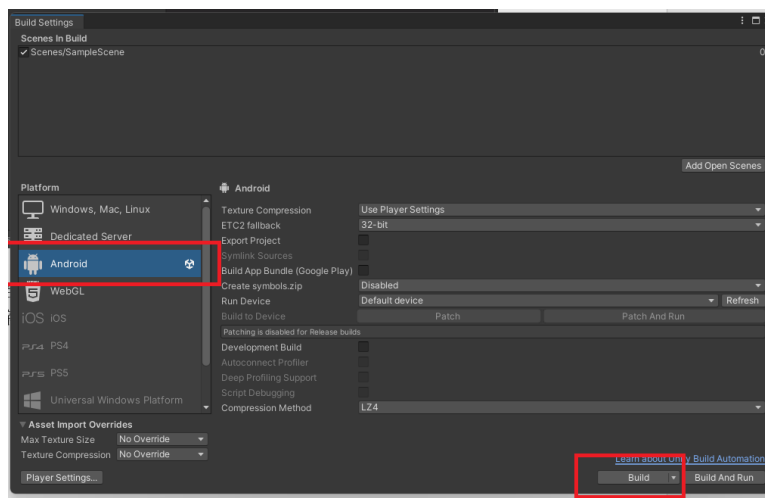 Build Settings
Scenes In Build
Scenes/SampleScene 0
Add Open Scenes
Platform
Windows, Mac, Linux
Dedicated Server
Android
WebGL
iOS iOS
PS4 PS4
PS5 PS5
Universal Windows Platform
Android
Texture Compression Use Player Settings
ETC2 fallback 32-bit
Export Project
Symlink Sources
Build App Bundle (Google Play)
Create symbols.zip Disabled
Run Device Default device Refresh
Build to Device Patch Patch And Run
Patching is disabled for Release builds
Development Build
Autoconnect Profiler
Deep Profiling Support
Script Debugging
Compression Method LZ4
Asset Import Overrides
Max Texture Size No Override
Texture Compression No Override
Learn about Unity Build Automation
Player Settings... Build Build And Run